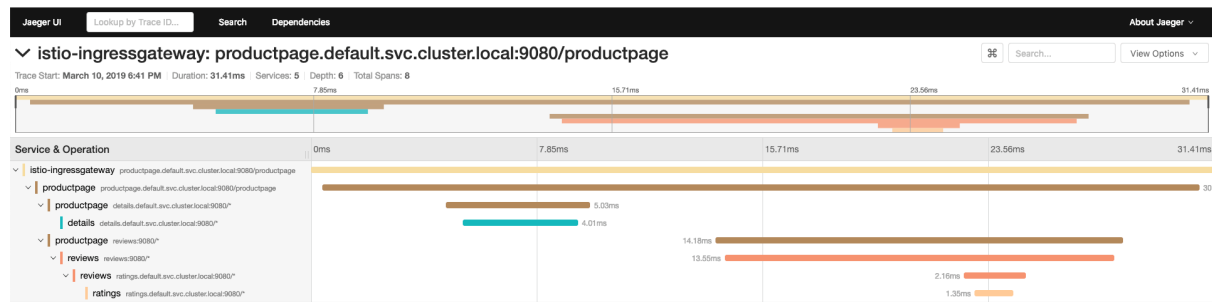 Jaeger UI Lookup by Trace ID... Search Dependencies About Jaeger
istio-ingressgateway: productpage.default.svc.cluster.local:9080/productpage ⌘ Search... View Options
Trace Start: March 10, 2019 6:41 PM Duration: 31.41ms Services: 5 Depth: 6 Total Spans: 8
0ms 7.85ms 15.71ms 23.56ms 31.41ms
Service & Operation 0ms 7.85ms 15.71ms 23.56ms 31.41ms
istio-ingressgateway productpage.default.svc.cluster.local:9080/productpage
productpage productpage.default.svc.cluster.local:9080/productpage 30
productpage details.default.svc.cluster.local:9080/* 5.03ms
details details.default.svc.cluster.local:9080/* 4.01ms
productpage reviews:9080/* 14.18ms
reviews reviews:9080/* 13.55ms
reviews ratings.default.svc.cluster.local:9080/* 2.16ms
ratings ratings.default.svc.cluster.local:9080/* 1.35ms